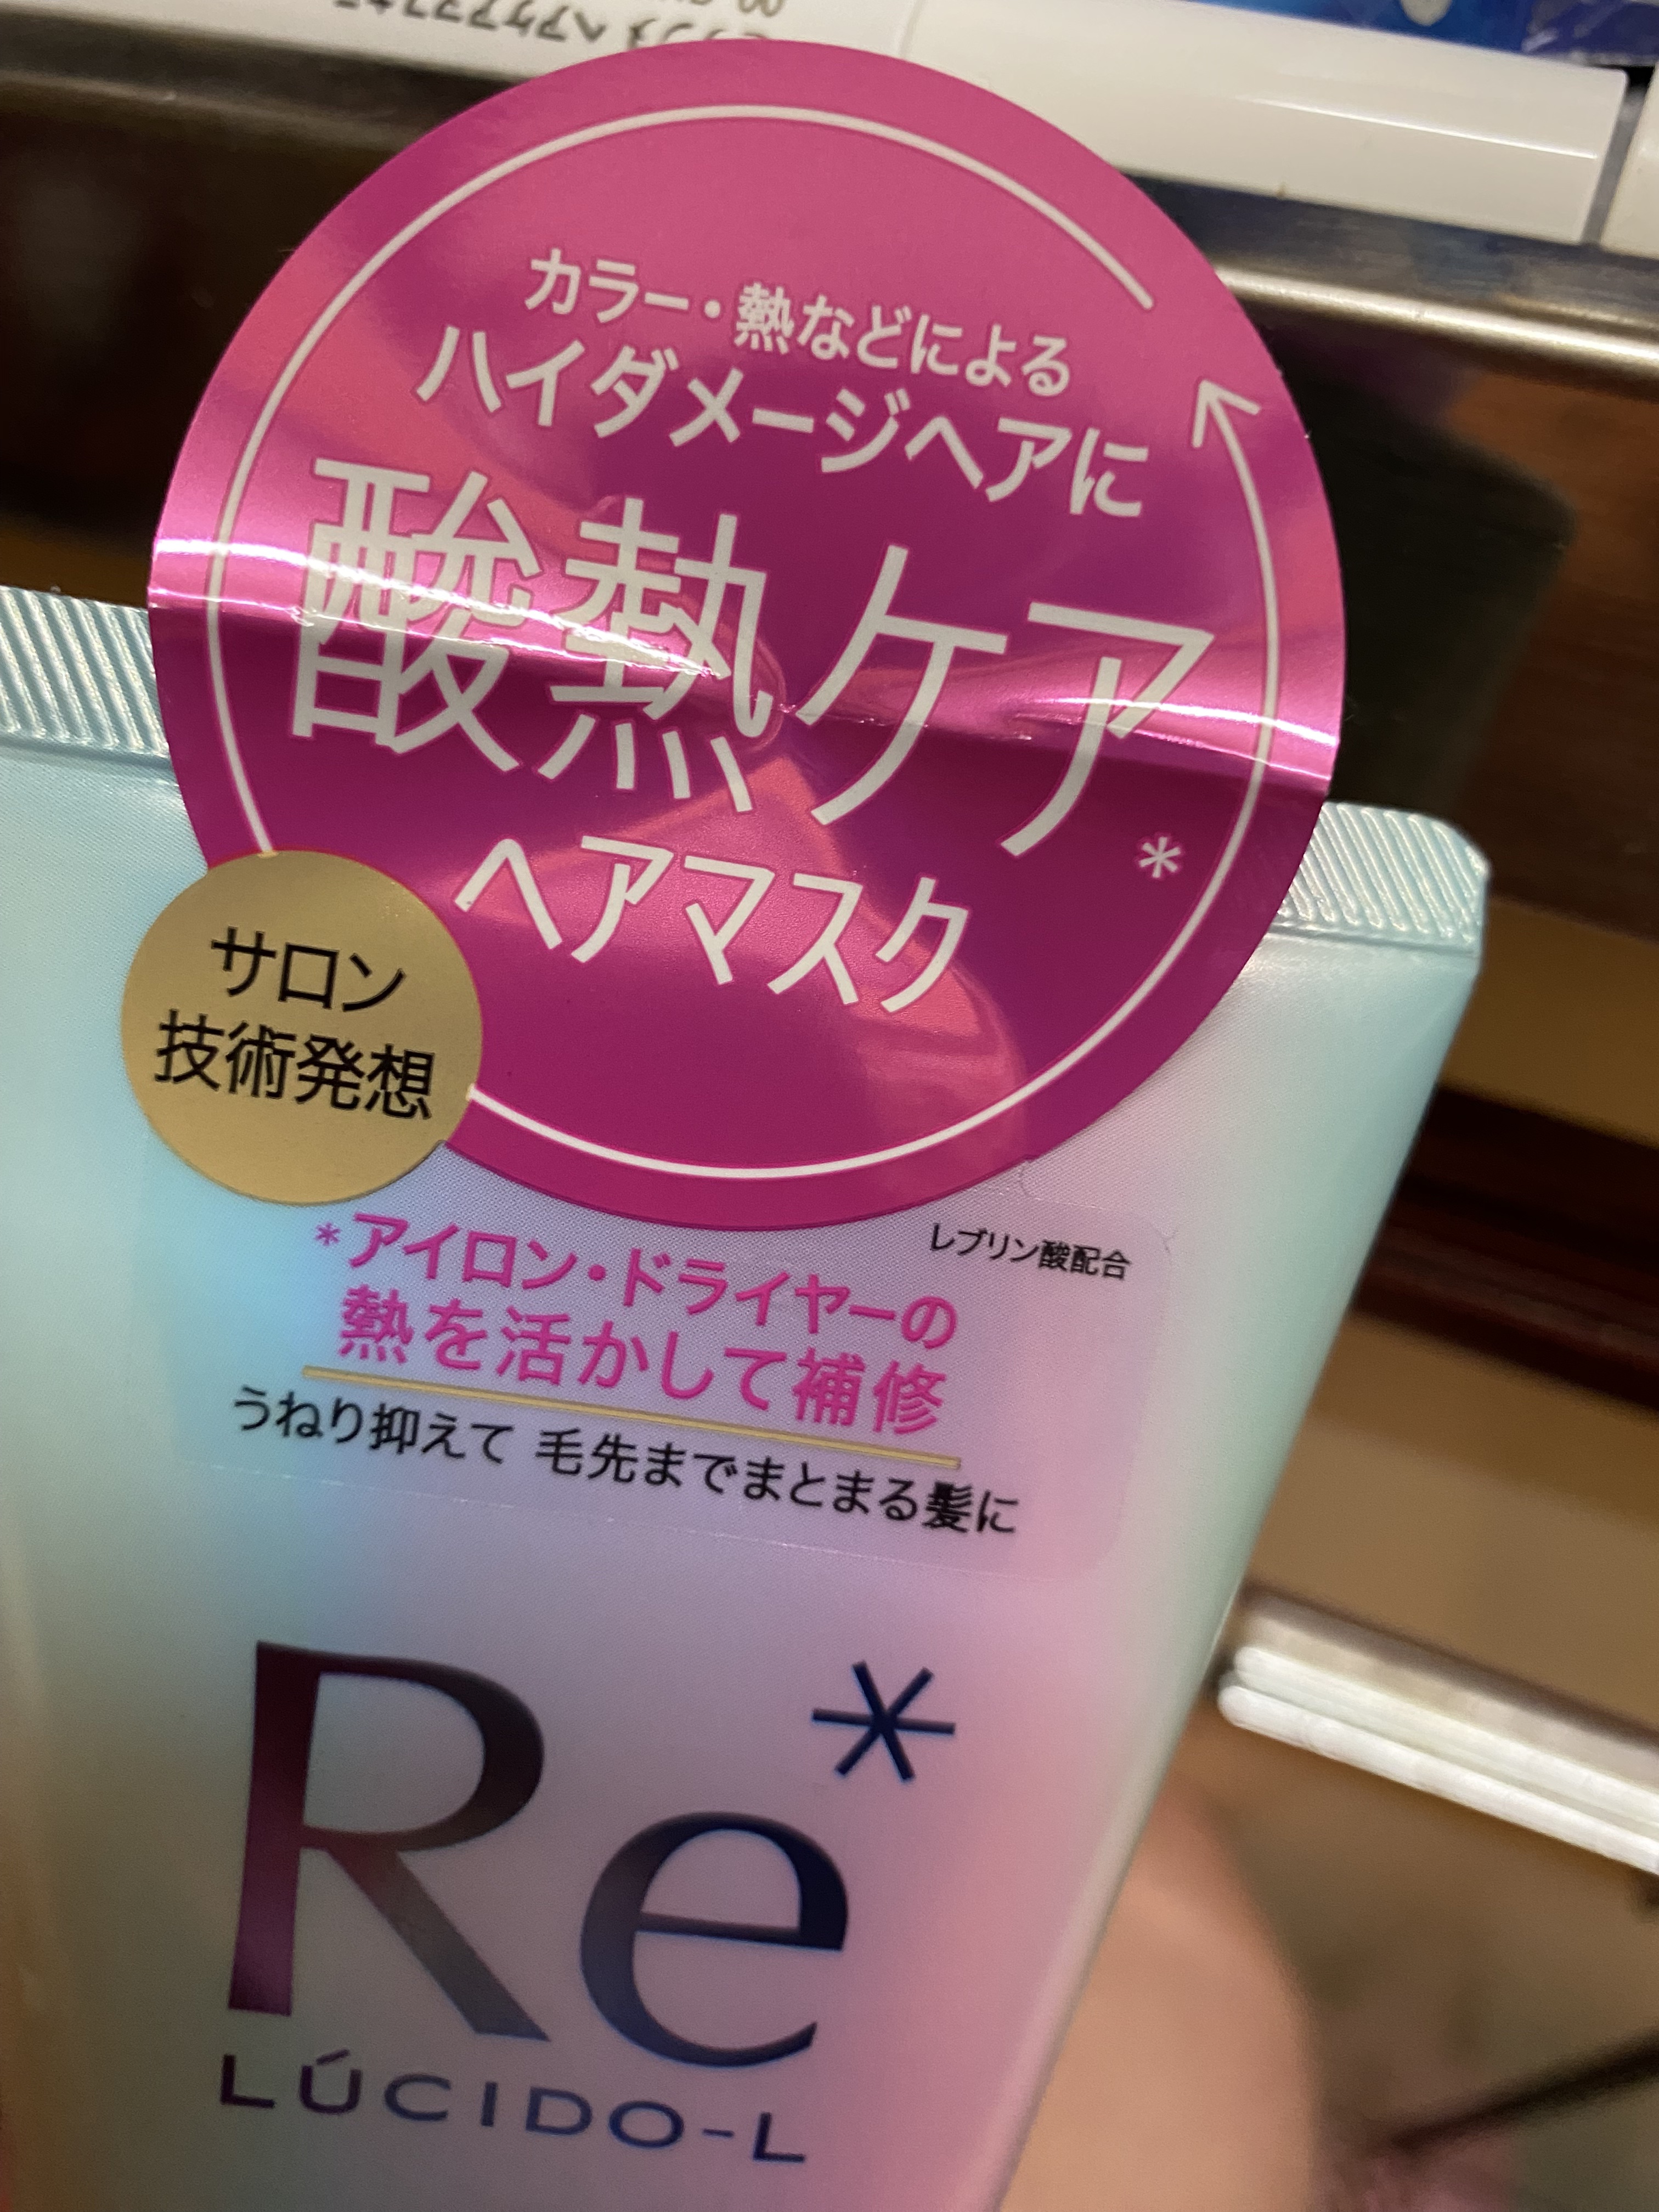 カラー・熱などによる
ハイダメージヘアに
酸熱ケア*
ヘアマスク
サロン
技術発想
レブリン酸配合
*アイロン・ドライヤーの
熱を活かして補修
うねり抑えて 毛先までまとまる髪に
Re*
LÚCIDO-L